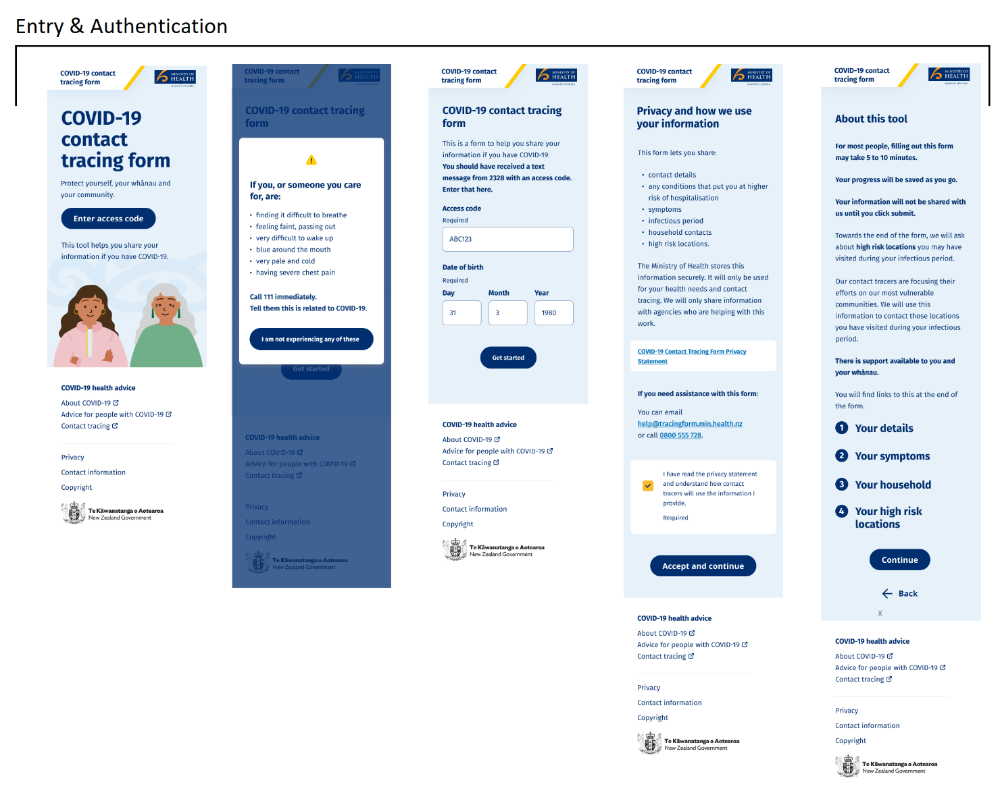 Entry & Authentication
COVID-19 contact
tracing form
MINISTRY OF
HEALTH
MANATŪ HAUORA
COVID-19
contact
tracing form
Protect yourself, your whānau and
your community.
Enter access code
This tool helps you share your
information if you have COVID-19.
COVID-19 health advice
About COVID-19
Advice for people with COVID-19
Contact tracing
Privacy
Contact information
Copyright
Te Kāwanatanga o Aotearoa
New Zealand Government
COVID-19 contact
tracing form
MINISTRY OF
HEALTH
MANATŪ HAUORA
COVID-19 contact tracing
form
If you, or someone you care
for, are:
• finding it difficult to breathe
• feeling faint, passing out
• very difficult to wake up
• blue around the mouth
• very pale and cold
• having severe chest pain
Call 111 immediately.
Tell them this is related to COVID-19.
I am not experiencing any of these
Get started
COVID-19 health advice
About COVID-19
Advice for people with COVID-19
Contact tracing
Privacy
Contact information
Copyright
Te Kāwanatanga o Aotearoa
New Zealand Government
COVID-19 contact
tracing form
MINISTRY OF
HEALTH
MANATŪ HAUORA
COVID-19 contact tracing
form
This is a form to help you share your
information if you have COVID-19.
You should have received a text
message from 2328 with an access code.
Enter that here.
Access code
Required
ABC123
Date of birth
Required
Day Month Year
31 3 1980
Get started
COVID-19 health advice
About COVID-19
Advice for people with COVID-19
Contact tracing
Privacy
Contact information
Copyright
Te Kāwanatanga o Aotearoa
New Zealand Government
COVID-19 contact
tracing form
MINISTRY OF
HEALTH
MANATŪ HAUORA
Privacy and how we use
your information
This form lets you share:
• contact details
• any conditions that put you at higher
risk of hospitalisation
• symptoms
• infectious period
• household contacts
• high risk locations.
The Ministry of Health stores this
information securely. It will only be used
for your health needs and contact
tracing. We will only share information
with agencies who are helping with this
work.
COVID-19 Contact Tracing Form Privacy
Statement
If you need assistance with this form:
You can email
help@tracingform.min.health.nz
or call 0800 555 728.
I have read the privacy statement
and understand how contact
tracers will use the information I
provide.
Required
Accept and continue
COVID-19 health advice
About COVID-19
Advice for people with COVID-19
Contact tracing
Privacy
Contact information
Copyright
Te Kāwanatanga o Aotearoa
New Zealand Government
COVID-19 contact
tracing form
MINISTRY OF
HEALTH
MANATŪ HAUORA
About this tool
For most people, filling out this form
may take 5 to 10 minutes.
Your progress will be saved as you go.
Your information will not be shared with
us until you click submit.
Towards the end of the form, we will ask
about high risk locations you may have
visited during your infectious period.
Our contact tracers are focusing their
efforts on our most vulnerable
communities. We will use this
information to contact those locations
you have visited during your infectious
period.
There is support available to you and
your whānau.
You will find links to this at the end of
the form.
1 Your details
2 Your symptoms
3 Your household
4 Your high risk
locations
Continue
Back
X
COVID-19 health advice
About COVID-19
Advice for people with COVID-19
Contact tracing
Privacy
Contact information
Copyright
Te Kāwanatanga o Aotearoa
New Zealand Government